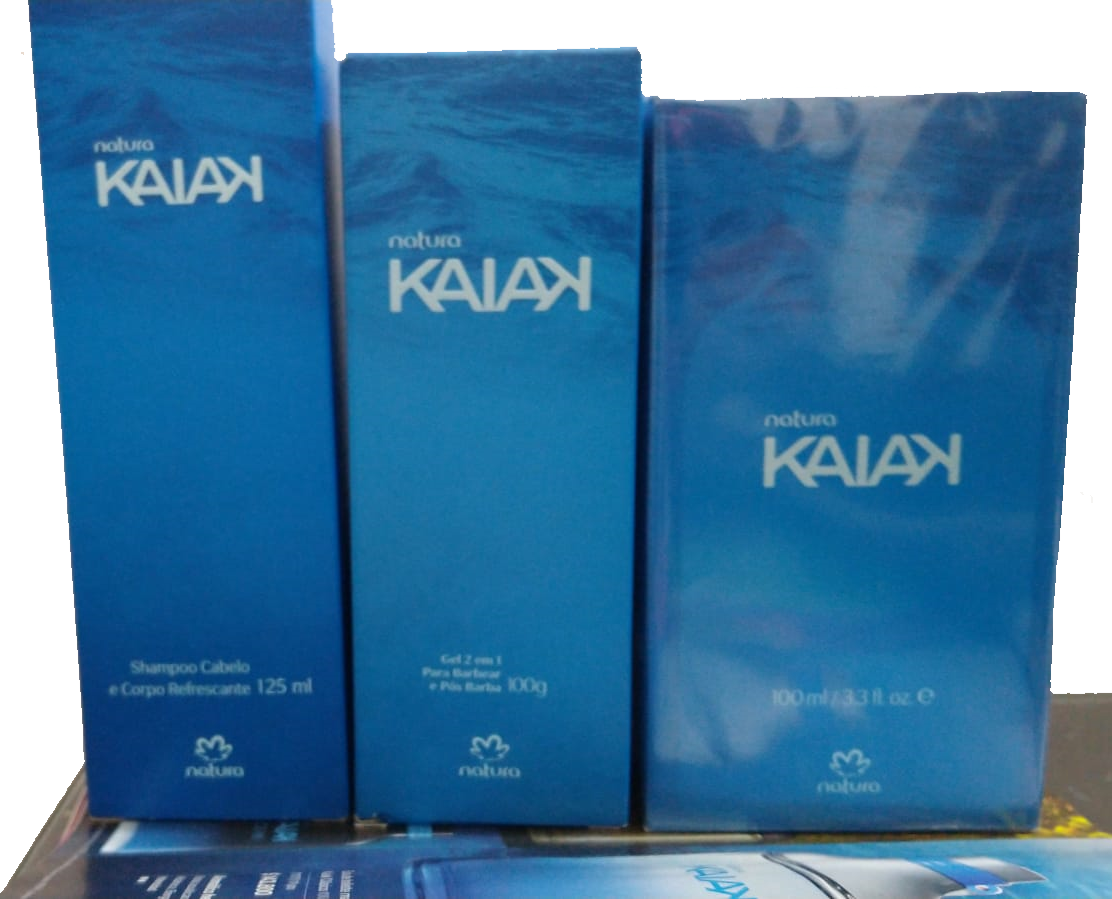 natura
KAIAK
Shampoo Cabelo
e Corpo Refrescante 125 ml
natura
natura
KAIAK
Gel 2 em 1
Para Barbear
e Pós Barba 100g
natura
natura
KAIAK
100 ml / 3.3 fl. oz. ℮
natura
KAIAK